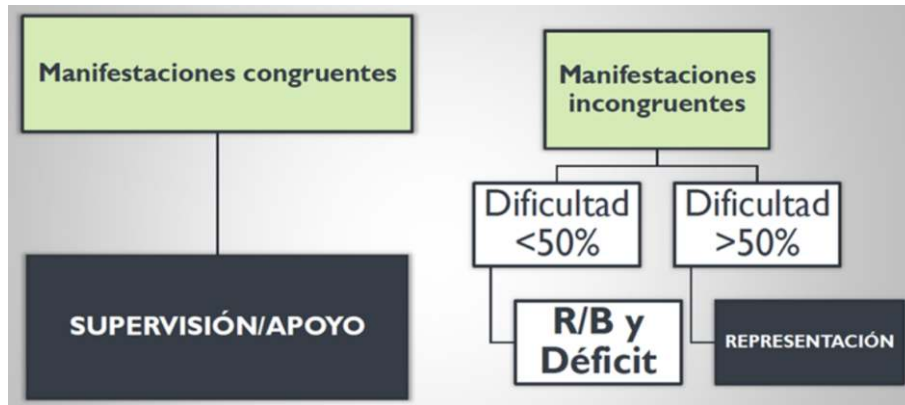 Manifestaciones congruentes
SUPERVISIÓN/APOYO
Manifestaciones
incongruentes
Dificultad
<50%
Dificultad
>50%
R/B y
Déficit
REPRESENTACIÓN